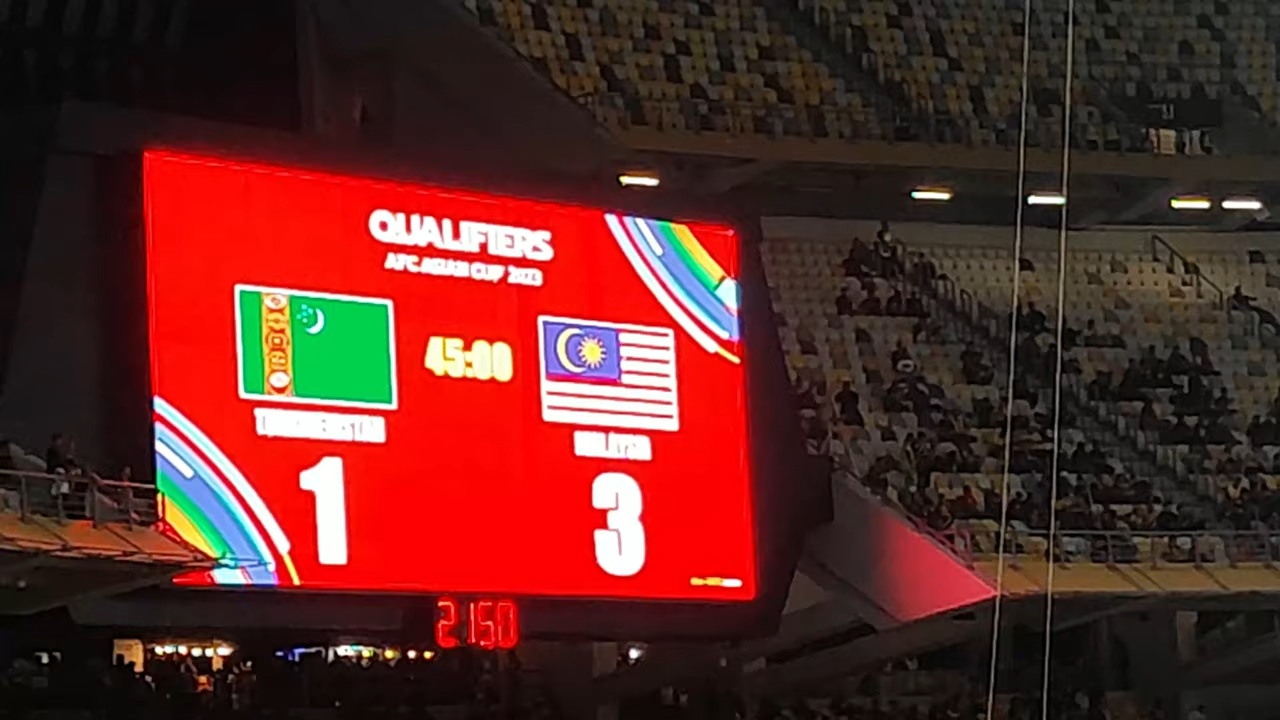 QUALIFIERS
AFC ASIAN CUP 2023
45:00
TURKMENISTAN
MALAYSIA
1
3
2150